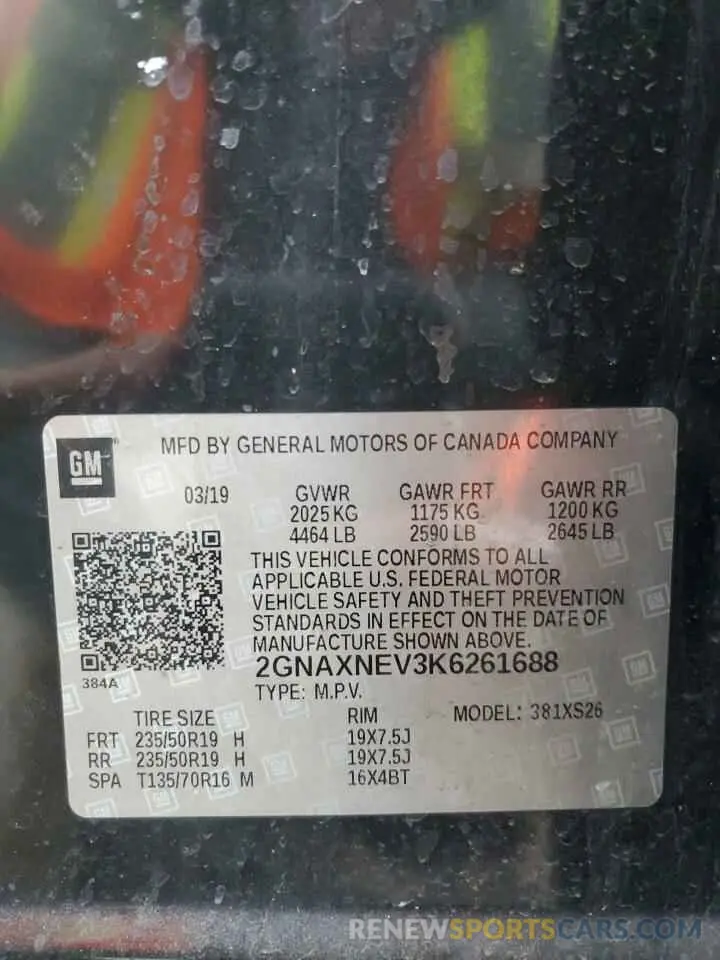 MFD BY GENERAL MOTORS OF CANADA COMPANY
GM®
03/19 GVWR GAWR FRT GAWR RR
2025 KG 1175 KG 1200 KG
4464 LB 2590 LB 2645 LB
THIS VEHICLE CONFORMS TO ALL
APPLICABLE U.S. FEDERAL MOTOR
VEHICLE SAFETY AND THEFT PREVENTION
STANDARDS IN EFFECT ON THE DATE OF
MANUFACTURE SHOWN ABOVE.
2GNAXNEV3K6261688
384A
TYPE: M.P.V.
TIRE SIZE RIM MODEL: 381XS26
FRT 235/50R19 H 19X7.5J
RR 235/50R19 H 19X7.5J
SPA T135/70R16 M 16X4BT
RENEWSPORTSCARS.COM